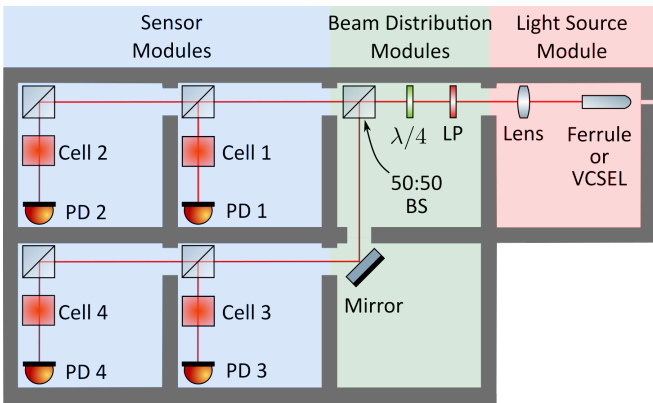 Sensor
Modules
Beam Distribution
Modules
Light Source
Module
Cell 2
Cell 1
λ/4
LP
Lens
Ferrule
or
VCSEL
PD 2
PD 1
50:50
BS
Mirror
Cell 4
Cell 3
PD 4
PD 3